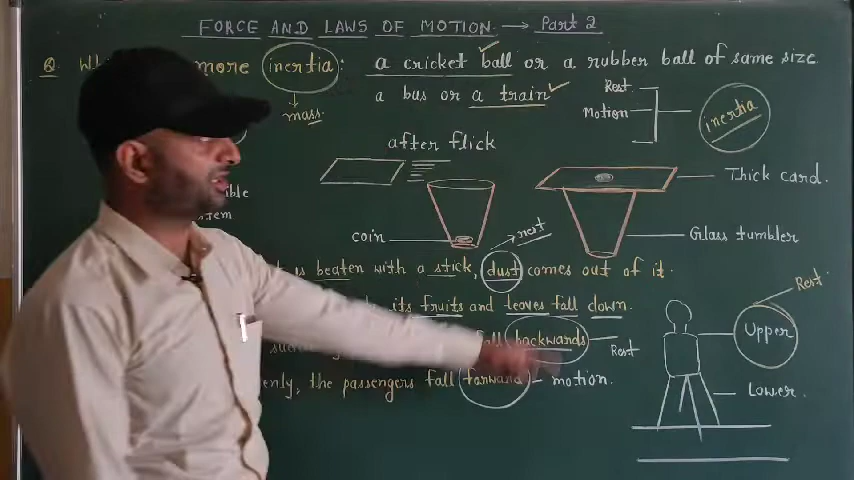 FORCE AND LAWS OF MOTION → Part 2
Q more inertia: a cricket ball or a rubber ball of same size
a bus or a train
mass
Rest
Motion
inertia
after flick
Thick card.
coin
Glass tumbler
rest
is beaten with a stick, dust comes out of it.
its fruits and leaves fall down.
Rest
fall backwards
Rest
Upper
the passengers fall forward - motion.
Lower